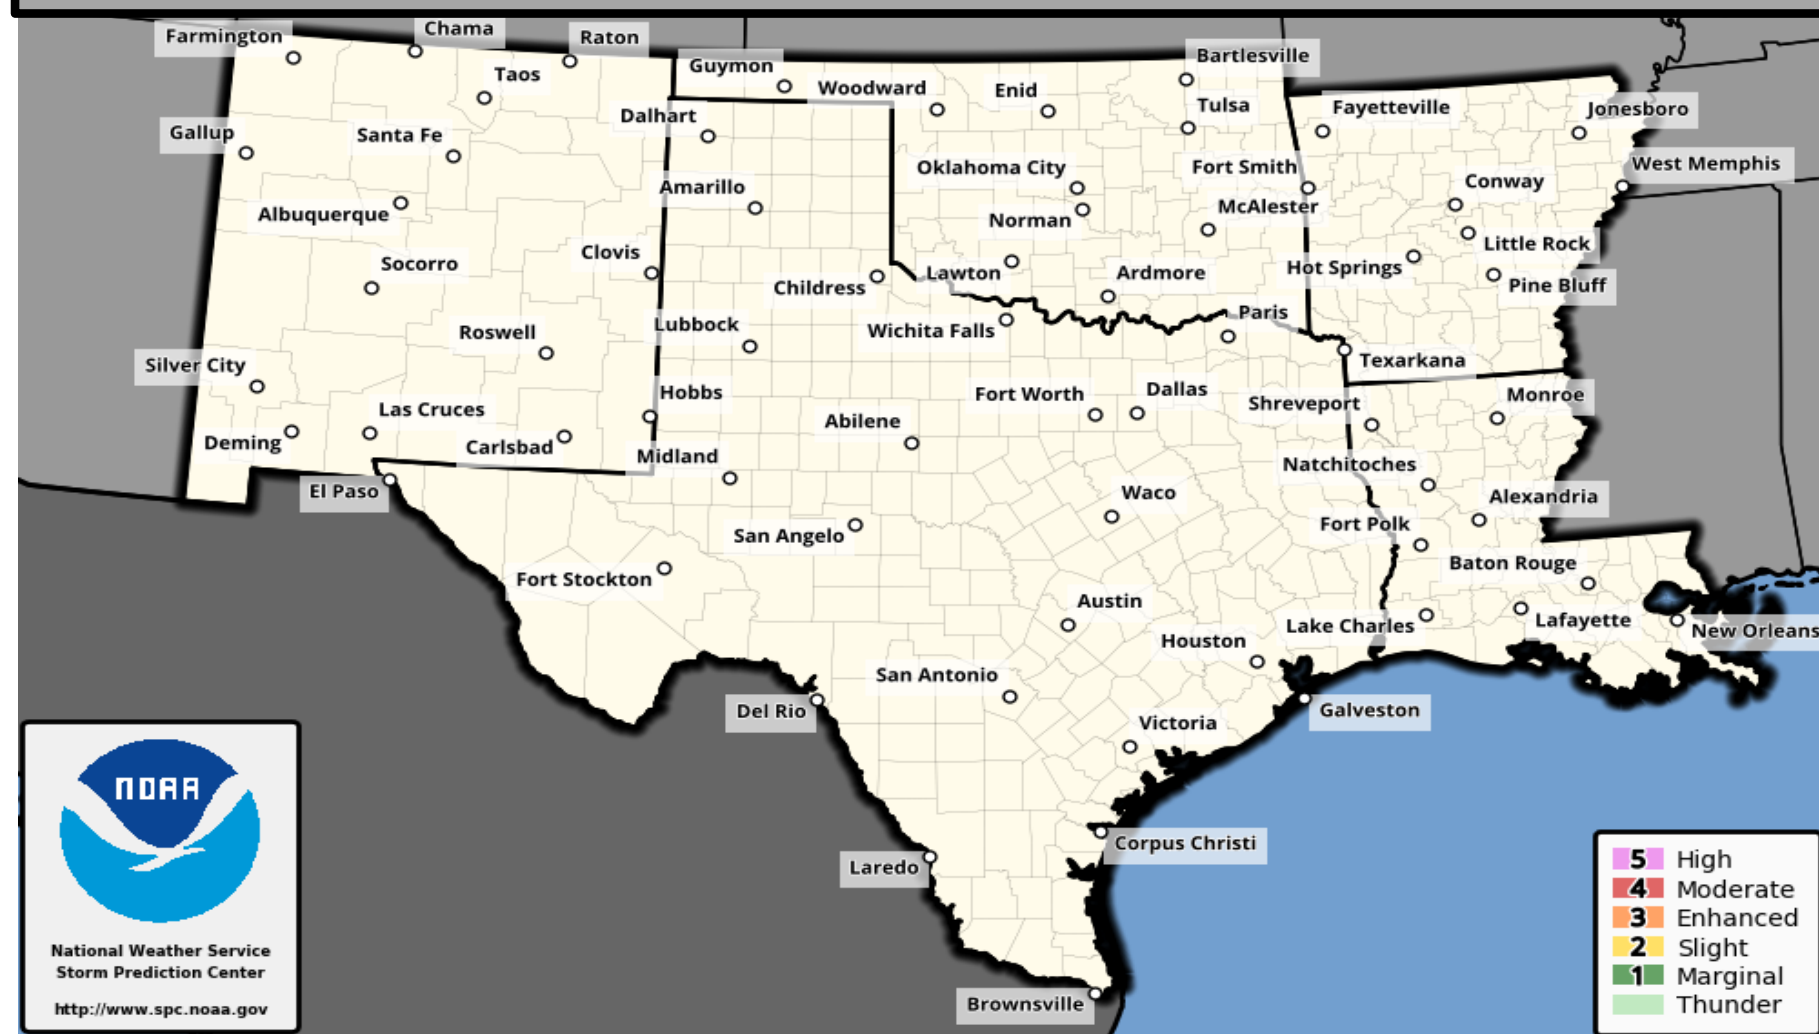 Farmington
Chama
Raton
Guymon
Bartlesville
Taos
Woodward
Enid
Dalhart
Tulsa
Fayetteville
Jonesboro
Gallup
Santa Fe
Oklahoma City
Fort Smith
West Memphis
Amarillo
Conway
Albuquerque
Norman
McAlester
Clovis
Little Rock
Socorro
Childress
Lawton
Ardmore
Hot Springs
Pine Bluff
Roswell
Lubbock
Wichita Falls
Paris
Silver City
Texarkana
Hobbs
Fort Worth
Dallas
Shreveport
Monroe
Las Cruces
Abilene
Deming
Carlsbad
Midland
Natchitoches
El Paso
Waco
Alexandria
San Angelo
Fort Polk
Fort Stockton
Baton Rouge
Austin
Lake Charles
Lafayette
New Orleans
Houston
San Antonio
Del Rio
Victoria
Galveston
Corpus Christi
Laredo
Brownsville
NOAA
National Weather Service
Storm Prediction Center
http://www.spc.noaa.gov
5 High
4 Moderate
3 Enhanced
2 Slight
1 Marginal
Thunder